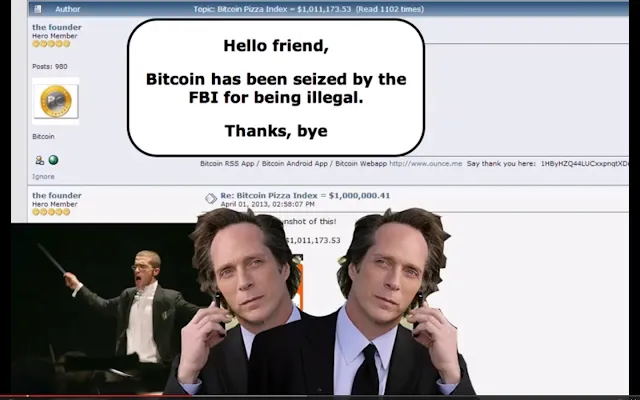 Author
Topic: Bitcoin Pizza Index = $1,011,173.53 (Read 1102 times)
the founder
Hero Member
Posts: 980
Hello friend,
Bitcoin has been seized by the
FBI for being illegal.
Thanks, bye
Bitcoin
Ignore
Bitcoin RSS App / Bitcoin Android App / Bitcoin Webapp http://www.ounce.me Say thank you here:
the founder
Hero Member
Re: Bitcoin Pizza Index = $1,000,000.41
April 01, 2013, 02:58:07 PM
of this!
$1,011,173.53